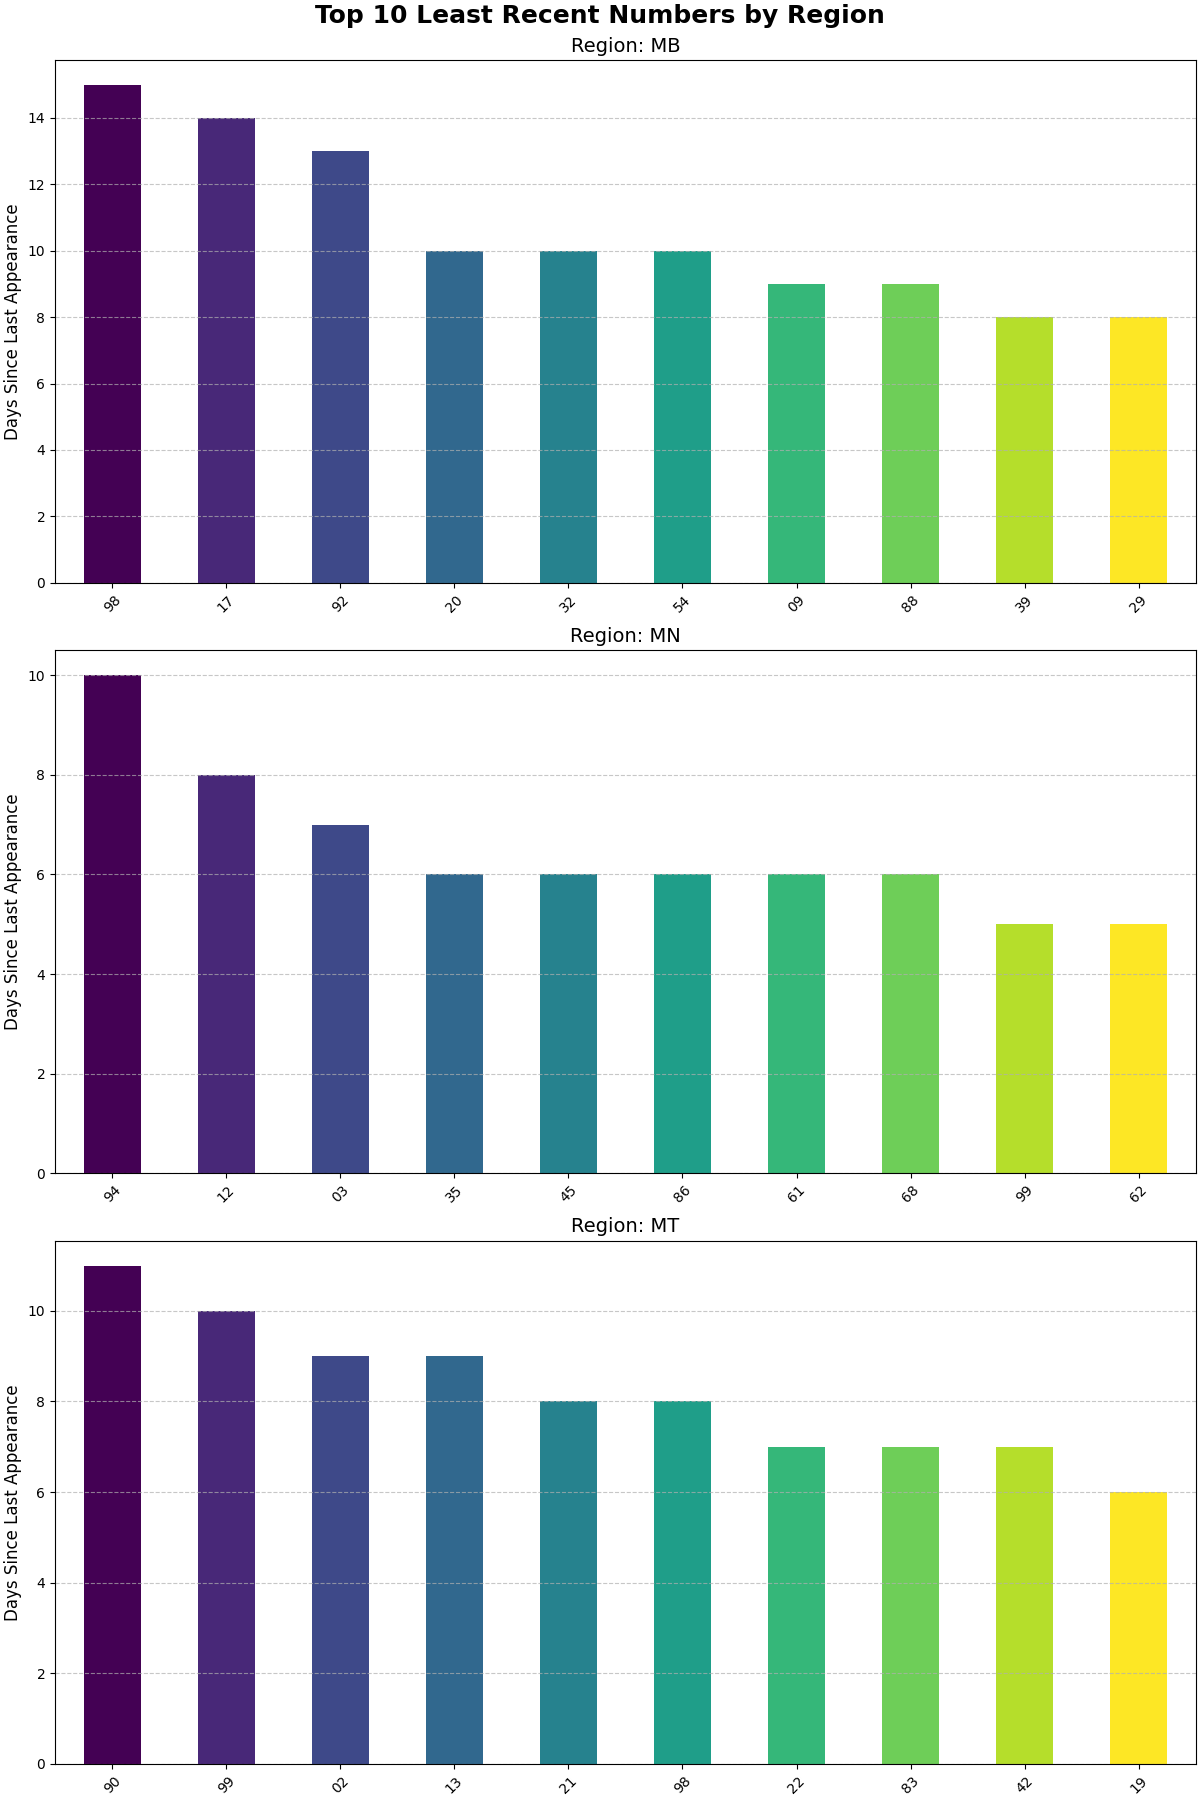 Top 10 Least Recent Numbers by Region
Region: MB
Days Since Last Appearance
14
12
10
8
6
4
2
0
98 17 92 20 32 54 09 88 39 29
Region: MN
Days Since Last Appearance
10
8
6
4
2
0
94 12 03 35 45 86 61 68 99 62
Region: MT
Days Since Last Appearance
10
8
6
4
2
0
90 99 02 13 21 98 22 83 42 19